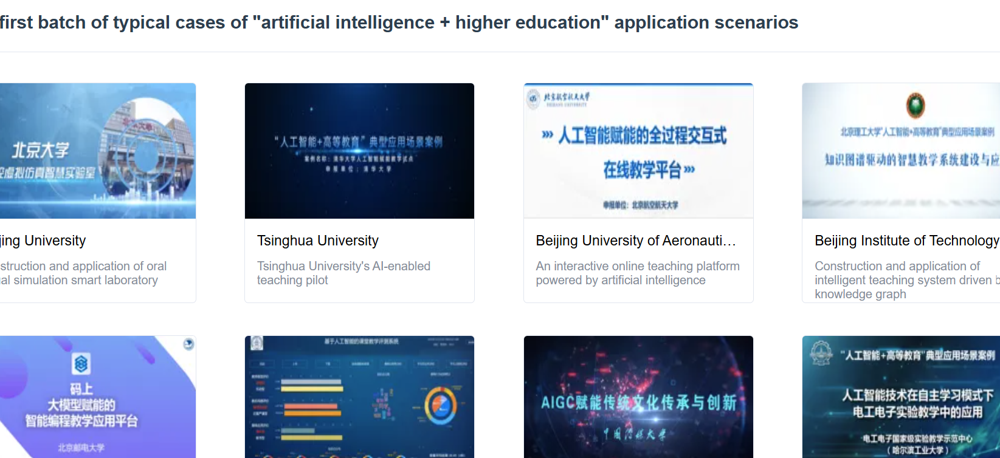 first batch of typical cases of "artificial intelligence + higher education" application scenarios
北京大学
虚拟仿真智慧实验室
jing University
struction and application of oral
al simulation smart laboratory
“人工智能+高等教育”典型应用场景案例
案例名称：清华大学人工智能赋能教学试点
申报单位：清华大学
Tsinghua University
Tsinghua University's AI-enabled
teaching pilot
北京航空航天大学
BEIHANG UNIVERSITY
››› 人工智能赋能的全过程交互式
在线教学平台 ›››
申报单位：北京航空航天大学
Beijing University of Aeronauti...
An interactive online teaching platform
powered by artificial intelligence
北京理工大学“人工智能+高等教育”典型应用场景案例
知识图谱驱动的智慧教学系统建设与应
Beijing Institute of Technology
Construction and application of
intelligent teaching system driven b
knowledge graph
码上
大模型赋能的
智能编程教学应用平台
北京邮电大学
基于人工智能的课堂教学评测系统
AIGC赋能传统文化传承与创新
中国传媒大学
“人工智能+高等教育”典型应用场景案例
人工智能技术在自主学习模式下
电工电子实验教学中的应用
电工电子国家级实验教学示范中心
（哈尔滨工业大学）